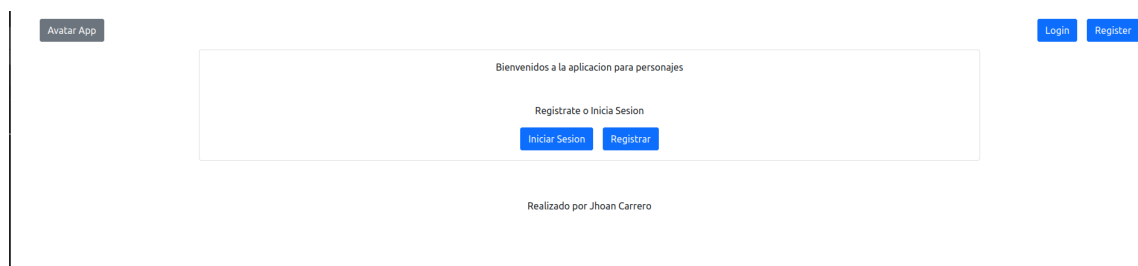 Avatar App Login Register
Bienvenidos a la aplicacion para personajes
Registrate o Inicia Sesion
Iniciar Sesion Registrar
Realizado por Jhoan Carrero